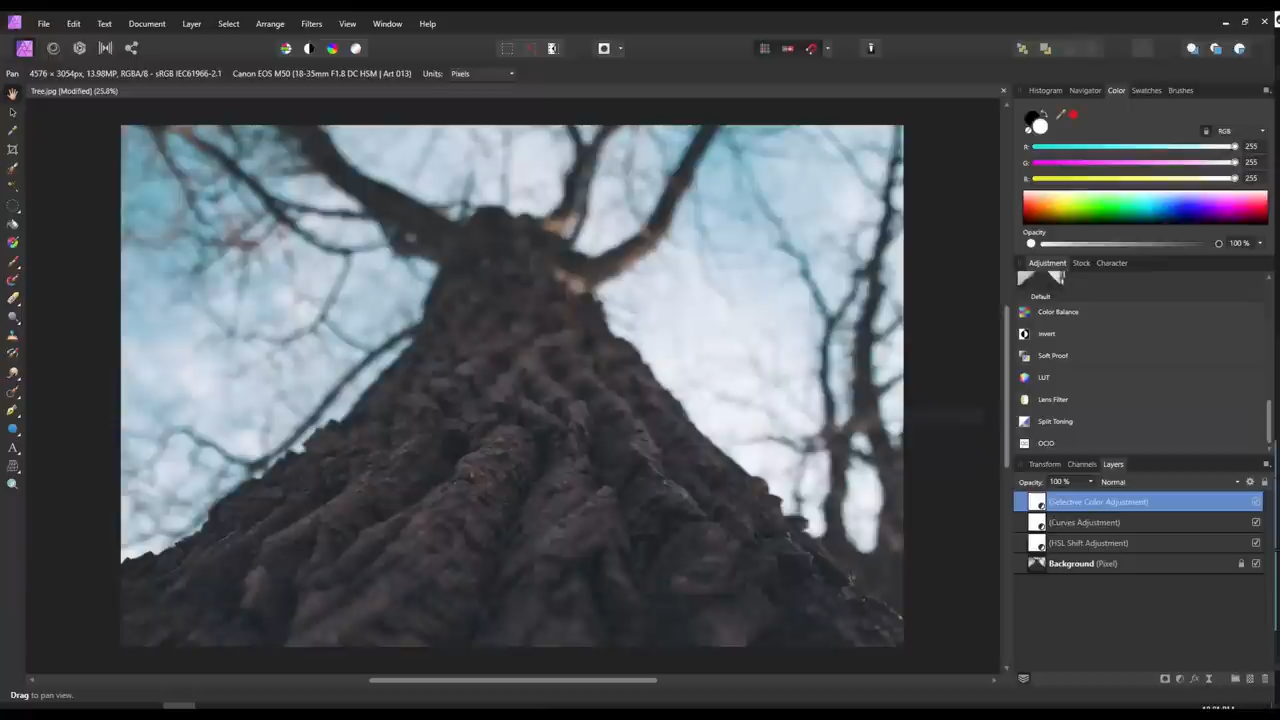 File Edit Text Document Layer Select Arrange Filters View Window Help
Pan 4576 × 3054px, 13.98MP, RGBA/8 - sRGB IEC61966-2.1 Canon EOS M50 (18-35mm F1.8 DC HSM | Art 013) Units: Pixels
Tree.jpg [Modified] (25.8%)
Histogram Navigator Color Swatches Brushes
RGB
R: 255
G: 255
B: 255
Opacity
100 %
Adjustment Stock Character
Default
Color Balance
Invert
Soft Proof
LUT
Lens Filter
Split Toning
OCIO
Transform Channels Layers
Opacity: 100 % Normal
(Selective Color Adjustment)
(Curves Adjustment)
(HSL Shift Adjustment)
Background (Pixel)
Drag to pan view.